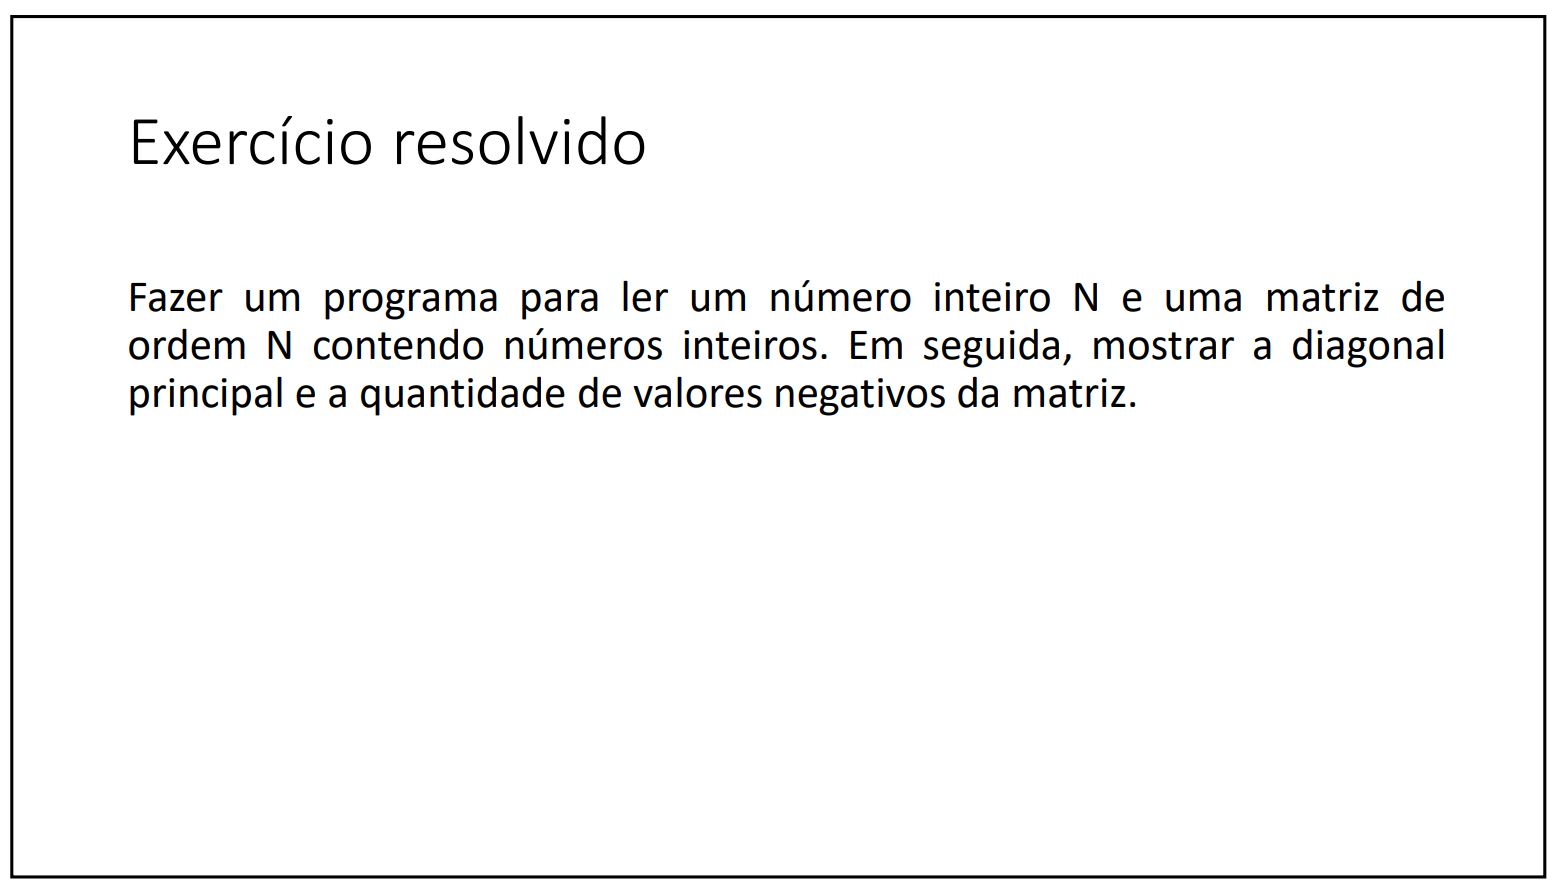 Exercício resolvido
Fazer um programa para ler um número inteiro N e uma matriz de
ordem N contendo números inteiros. Em seguida, mostrar a diagonal
principal e a quantidade de valores negativos da matriz.